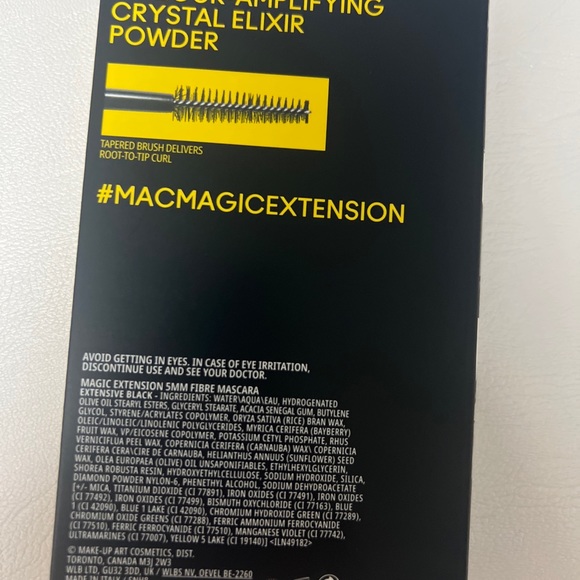 AMPLIFYING
CRYSTAL ELIXIR
POWDER
TAPERED BRUSH DELIVERS
ROOT-TO-TIP CURL
#MACMAGICEXTENSION
AVOID GETTING IN EYES. IN CASE OF EYE IRRITATION,
DISCONTINUE USE AND SEE YOUR DOCTOR.
MAGIC EXTENSION 5MM FIBRE MASCARA
EXTENSIVE BLACK - INGREDIENTS: WATER\AQUA\EAU, HYDROGENATED
OLIVE OIL STEARYL ESTERS, GLYCERYL STEARATE, ACACIA SENEGAL GUM, BUTYLENE
GLYCOL, STYRENE/ACRYLATES COPOLYMER, ORYZA SATIVA (RICE) BRAN WAX,
OLEIC/LINOLEIC/LINOLENIC POLYGLYCERIDES, MYRICA CERIFERA (BAYBERRY)
FRUIT WAX, VP/EICOSENE COPOLYMER, POTASSIUM CETYL PHOSPHATE, RHUS
VERNICIFLUA PEEL WAX, COPERNICIA CERIFERA (CARNAUBA) WAX\ COPERNICIA
CERIFERA CERA\CIRE DE CARNAUBA, HELIANTHUS ANNUUS (SUNFLOWER) SEED
WAX, OLEA EUROPAEA (OLIVE) OIL UNSAPONIFIABLES, ETHYLHEXYLGLYCERIN,
SHOREA ROBUSTA RESIN, HYDROXYETHYLCELLULOSE, SODIUM HYDROXIDE, SILICA,
DIAMOND POWDER NYLON-6, PHENETHYL ALCOHOL, SODIUM DEHYDROACETATE
[+/- MICA, TITANIUM DIOXIDE (CI 77891), IRON OXIDES (CI 77491), IRON OXIDES
(CI 77492), IRON OXIDES (CI 77499), BISMUTH OXYCHLORIDE (CI 77163), BLUE
1 (CI 42090), BLUE 1 LAKE (CI 42090), CHROMIUM HYDROXIDE GREEN (CI 77289),
CHROMIUM OXIDE GREENS (CI 77288), FERRIC AMMONIUM FERROCYANIDE
(CI 77510), FERRIC FERROCYANIDE (CI 77510), MANGANESE VIOLET (CI 77742),
ULTRAMARINES (CI 77007), YELLOW 5 LAKE (CI 19140)] <ILN49182>
© MAKE-UP ART COSMETICS, DIST.
TORONTO, CANADA M3J 2W3
WLB LTD, GU32 3DD, UK / WLBS NV, OEVEL BE-2260
MADE IN ITALY